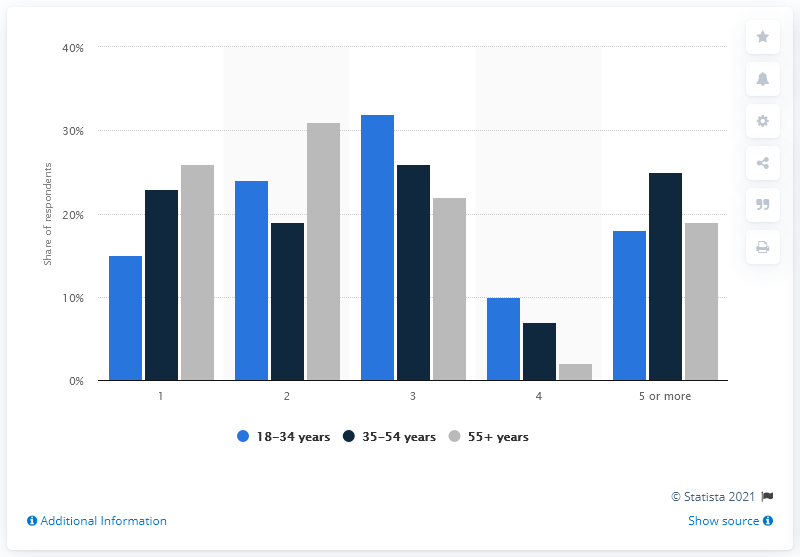 40%
30%
20%
10%
0%
Share of respondents
1 2 3 4 5 or more
18-34 years 35-54 years 55+ years
© Statista 2021
Additional Information Show source